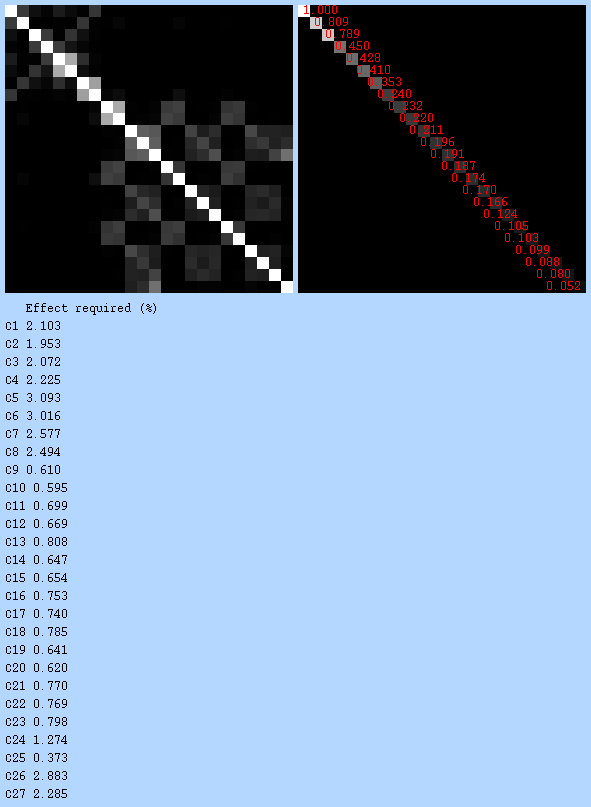 1.000
0.809
0.789
0.450
0.428
0.410
0.353
0.240
0.232
0.220
0.211
0.196
0.191
0.187
0.174
0.170
0.166
0.124
0.105
0.103
0.099
0.088
0.080
0.052
Effect required (%)
C1 2.103
C2 1.953
C3 2.072
C4 2.225
C5 3.093
C6 3.016
C7 2.577
C8 2.494
C9 0.610
C10 0.595
C11 0.699
C12 0.669
C13 0.808
C14 0.647
C15 0.654
C16 0.753
C17 0.740
C18 0.785
C19 0.641
C20 0.620
C21 0.770
C22 0.769
C23 0.798
C24 1.274
C25 0.373
C26 2.883
C27 2.285